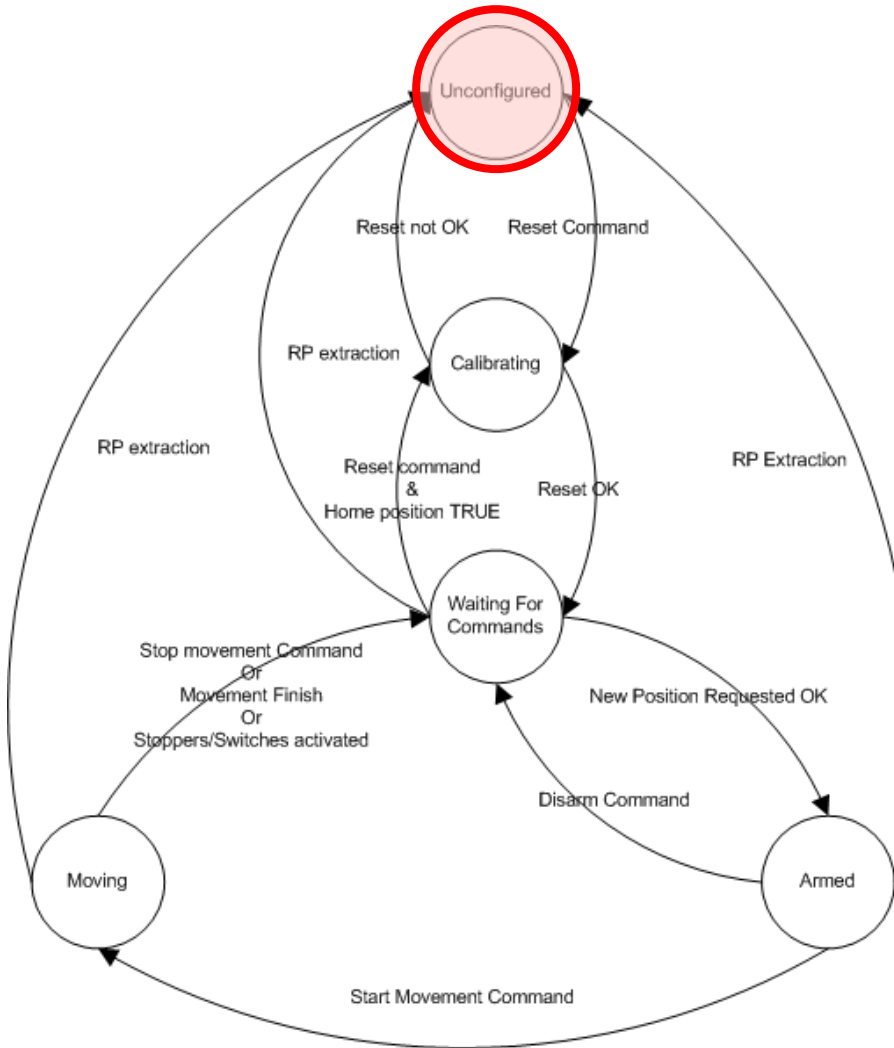 Unconfigured
Reset not OK
Reset Command
RP extraction
Calibrating
RP extraction
RP Extraction
Reset command
&
Home position TRUE
Reset OK
Waiting For
Commands
Stop movement Command
Or
Movement Finish
Or
Stoppers/Switches activated
New Position Requested OK
Disarm Command
Moving
Armed
Start Movement Command